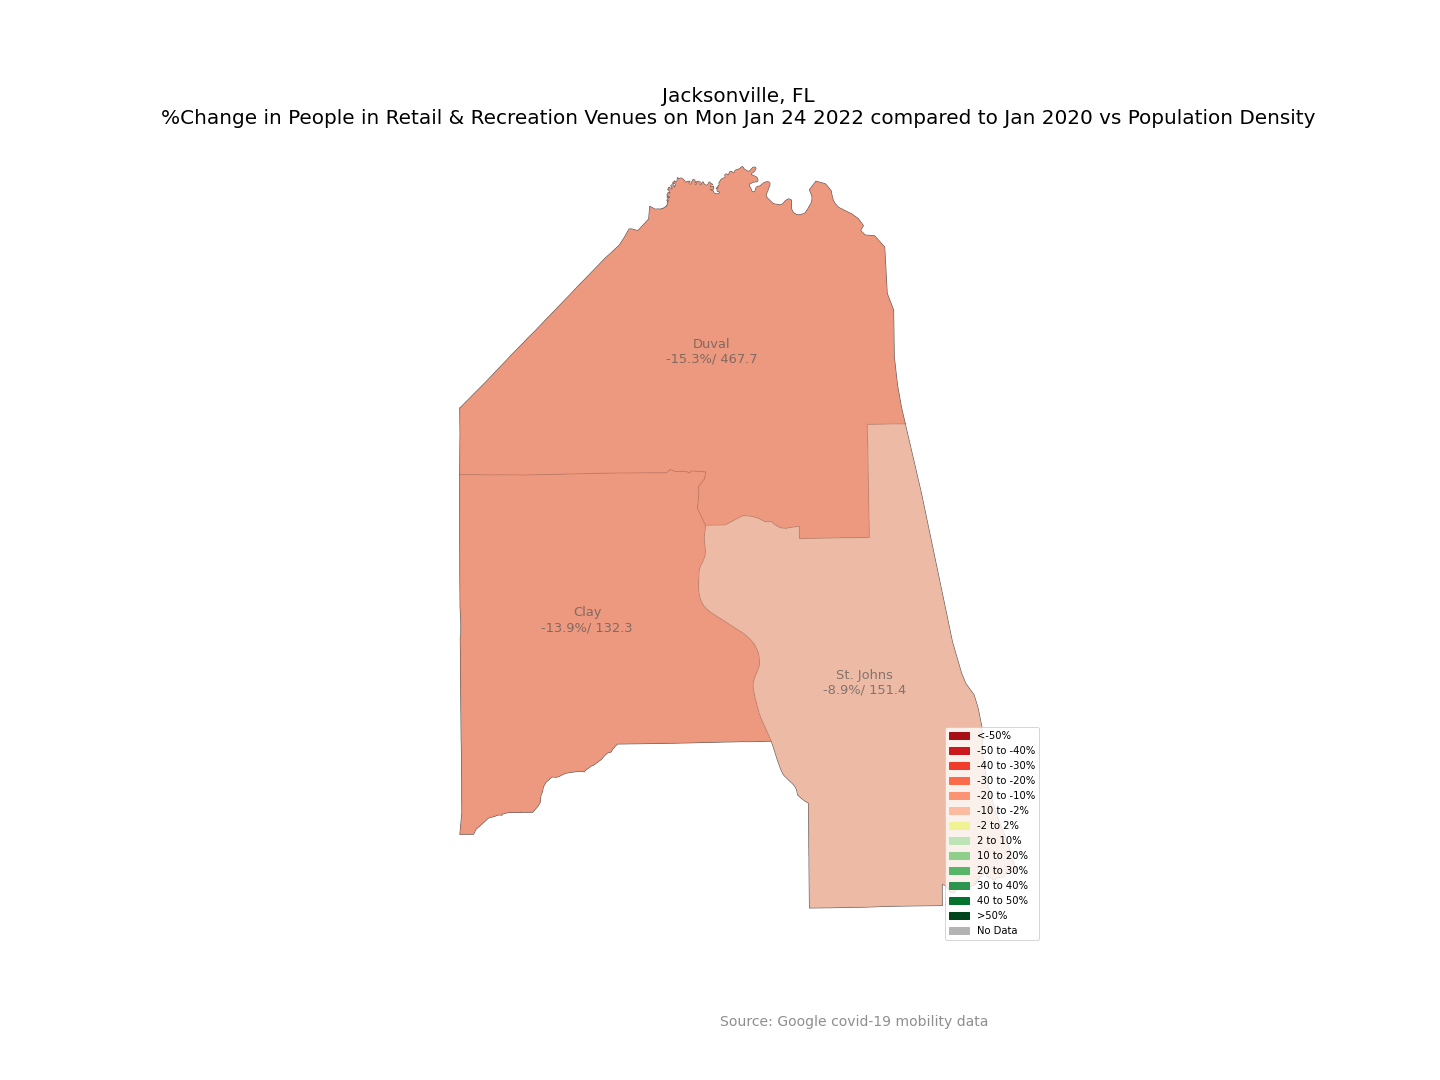 Jacksonville, FL
%Change in People in Retail & Recreation Venues on Mon Jan 24 2022 compared to Jan 2020 vs Population Density
Duval
-15.3%/ 467.7
Clay
-13.9%/ 132.3
St. Johns
-8.9%/ 151.4
<-50%
-50 to -40%
-40 to -30%
-30 to -20%
-20 to -10%
-10 to -2%
-2 to 2%
2 to 10%
10 to 20%
20 to 30%
30 to 40%
40 to 50%
>50%
No Data
Source: Google covid-19 mobility data